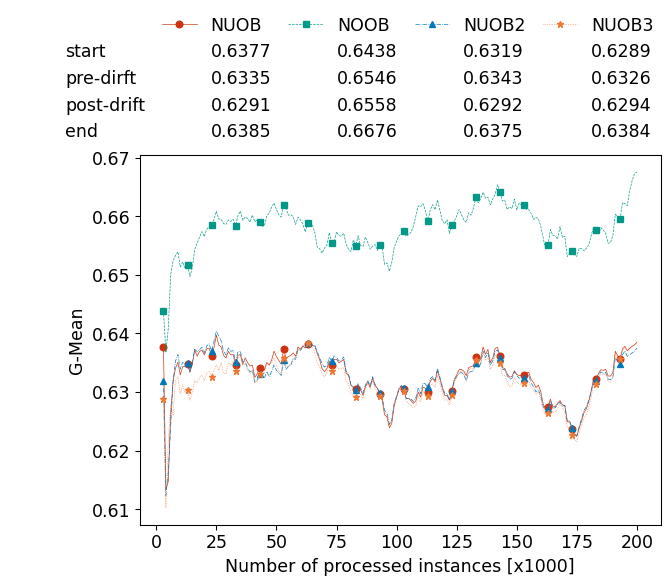 NUOB NOOB NUOB2 NUOB3
start 0.6377 0.6438 0.6319 0.6289
pre-dirft 0.6335 0.6546 0.6343 0.6326
post-drift 0.6291 0.6558 0.6292 0.6294
end 0.6385 0.6676 0.6375 0.6384
0.67
0.66
0.65
0.64
0.63
0.62
0.61
G-Mean
0 25 50 75 100 125 150 175 200
Number of processed instances [x1000]